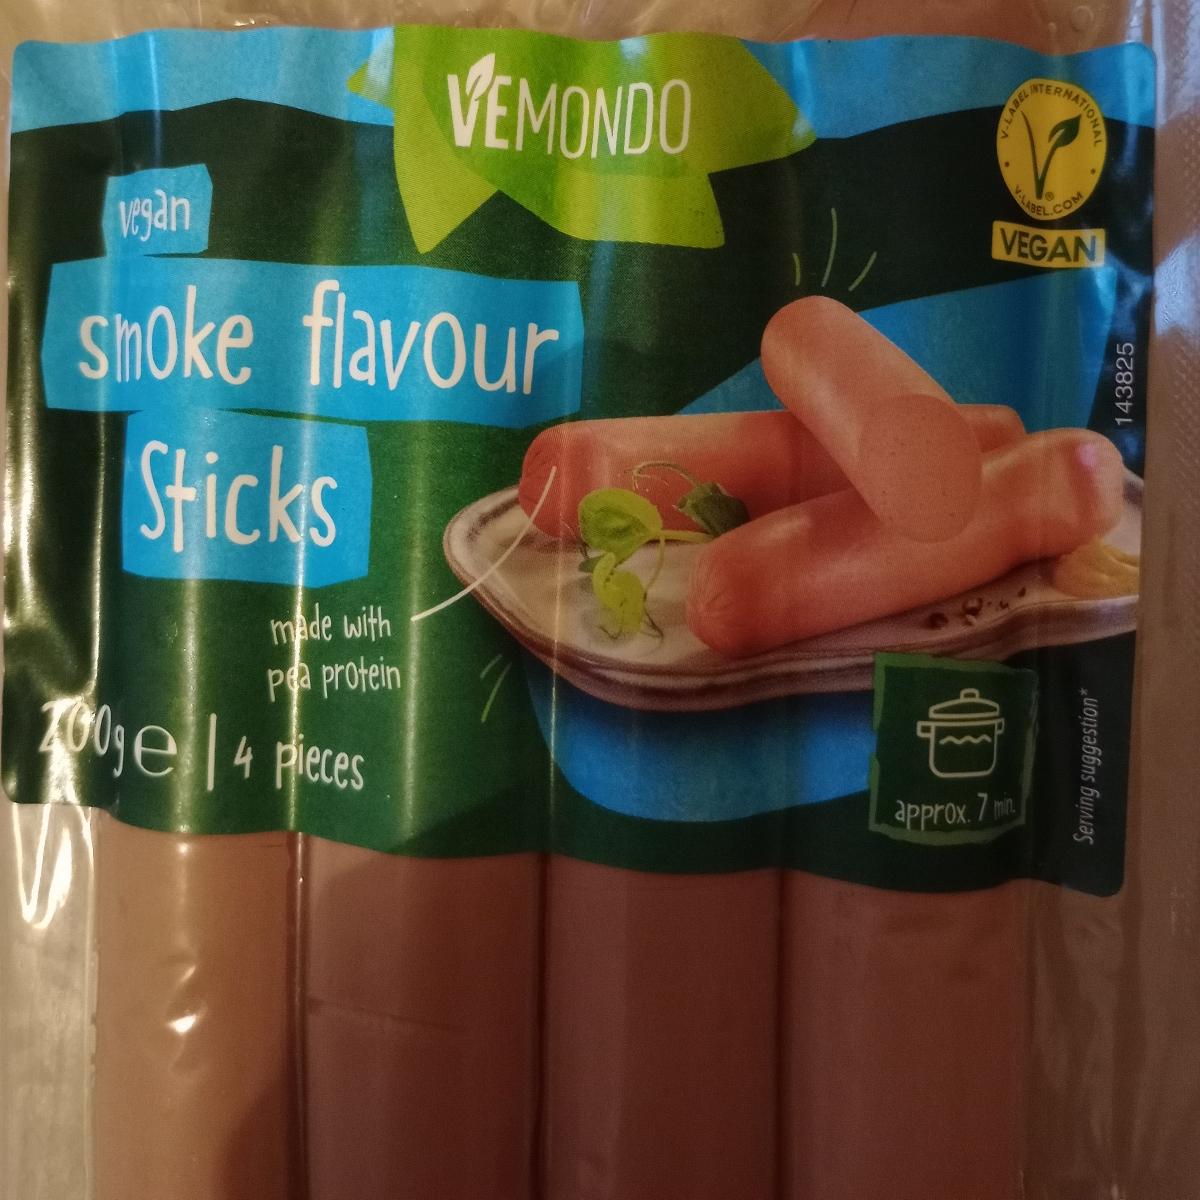 VEMONDO
V-LABEL INTERNATIONAL
V-LABEL.COM
®
VEGAN
vegan
smoke flavour
Sticks
made with
pea protein
200g e | 4 pieces
approx. 7 min.
Serving suggestion*
143825